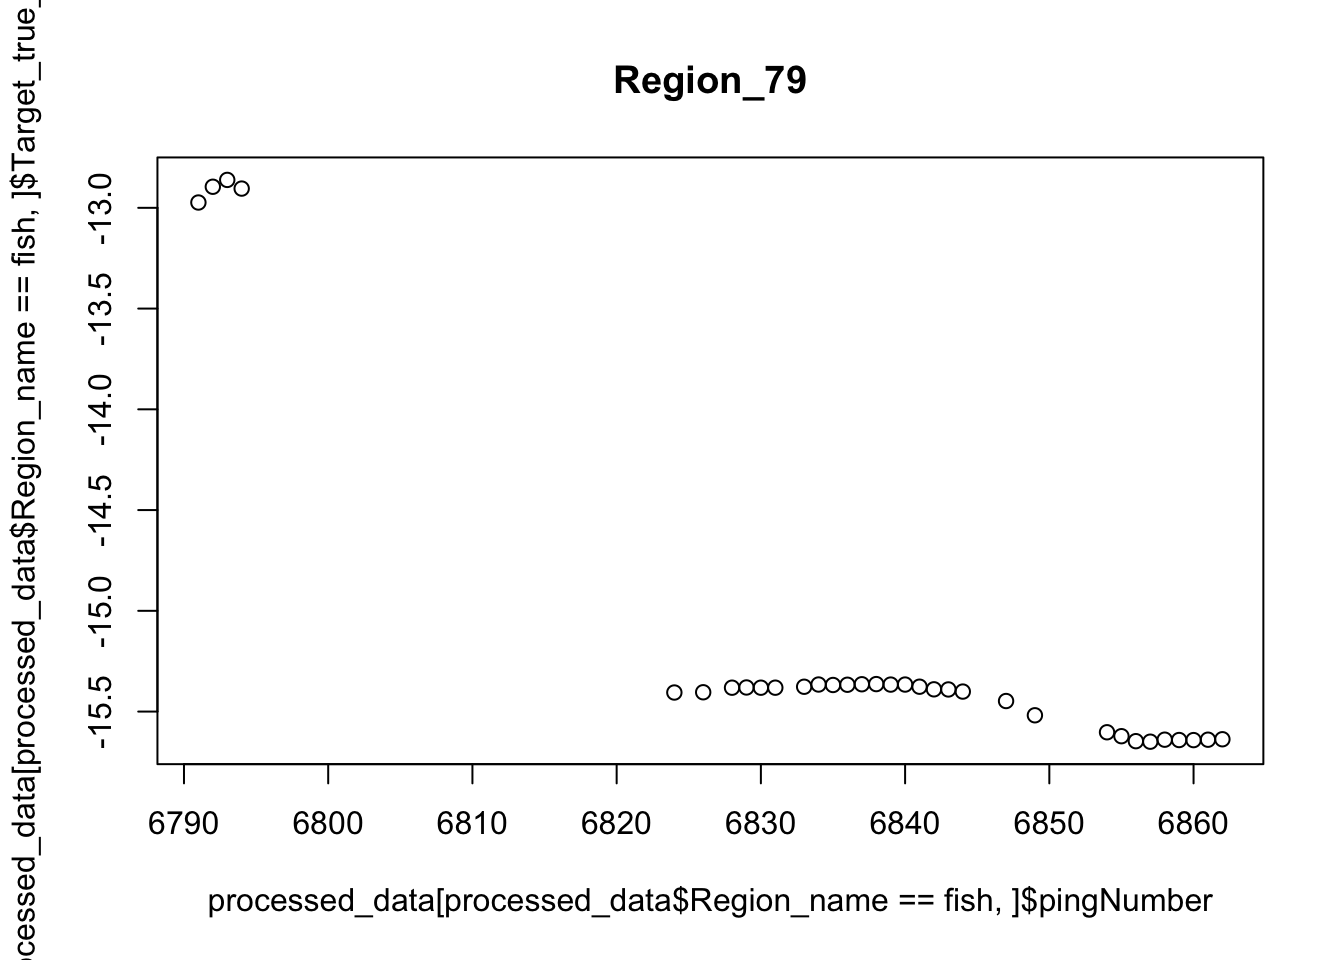 Region_79
processed_data[processed_data$Region_name == fish, ]$Target_true_
-13.0
-13.5
-14.0
-14.5
-15.0
-15.5
6790 6800 6810 6820 6830 6840 6850 6860
processed_data[processed_data$Region_name == fish, ]$pingNumber